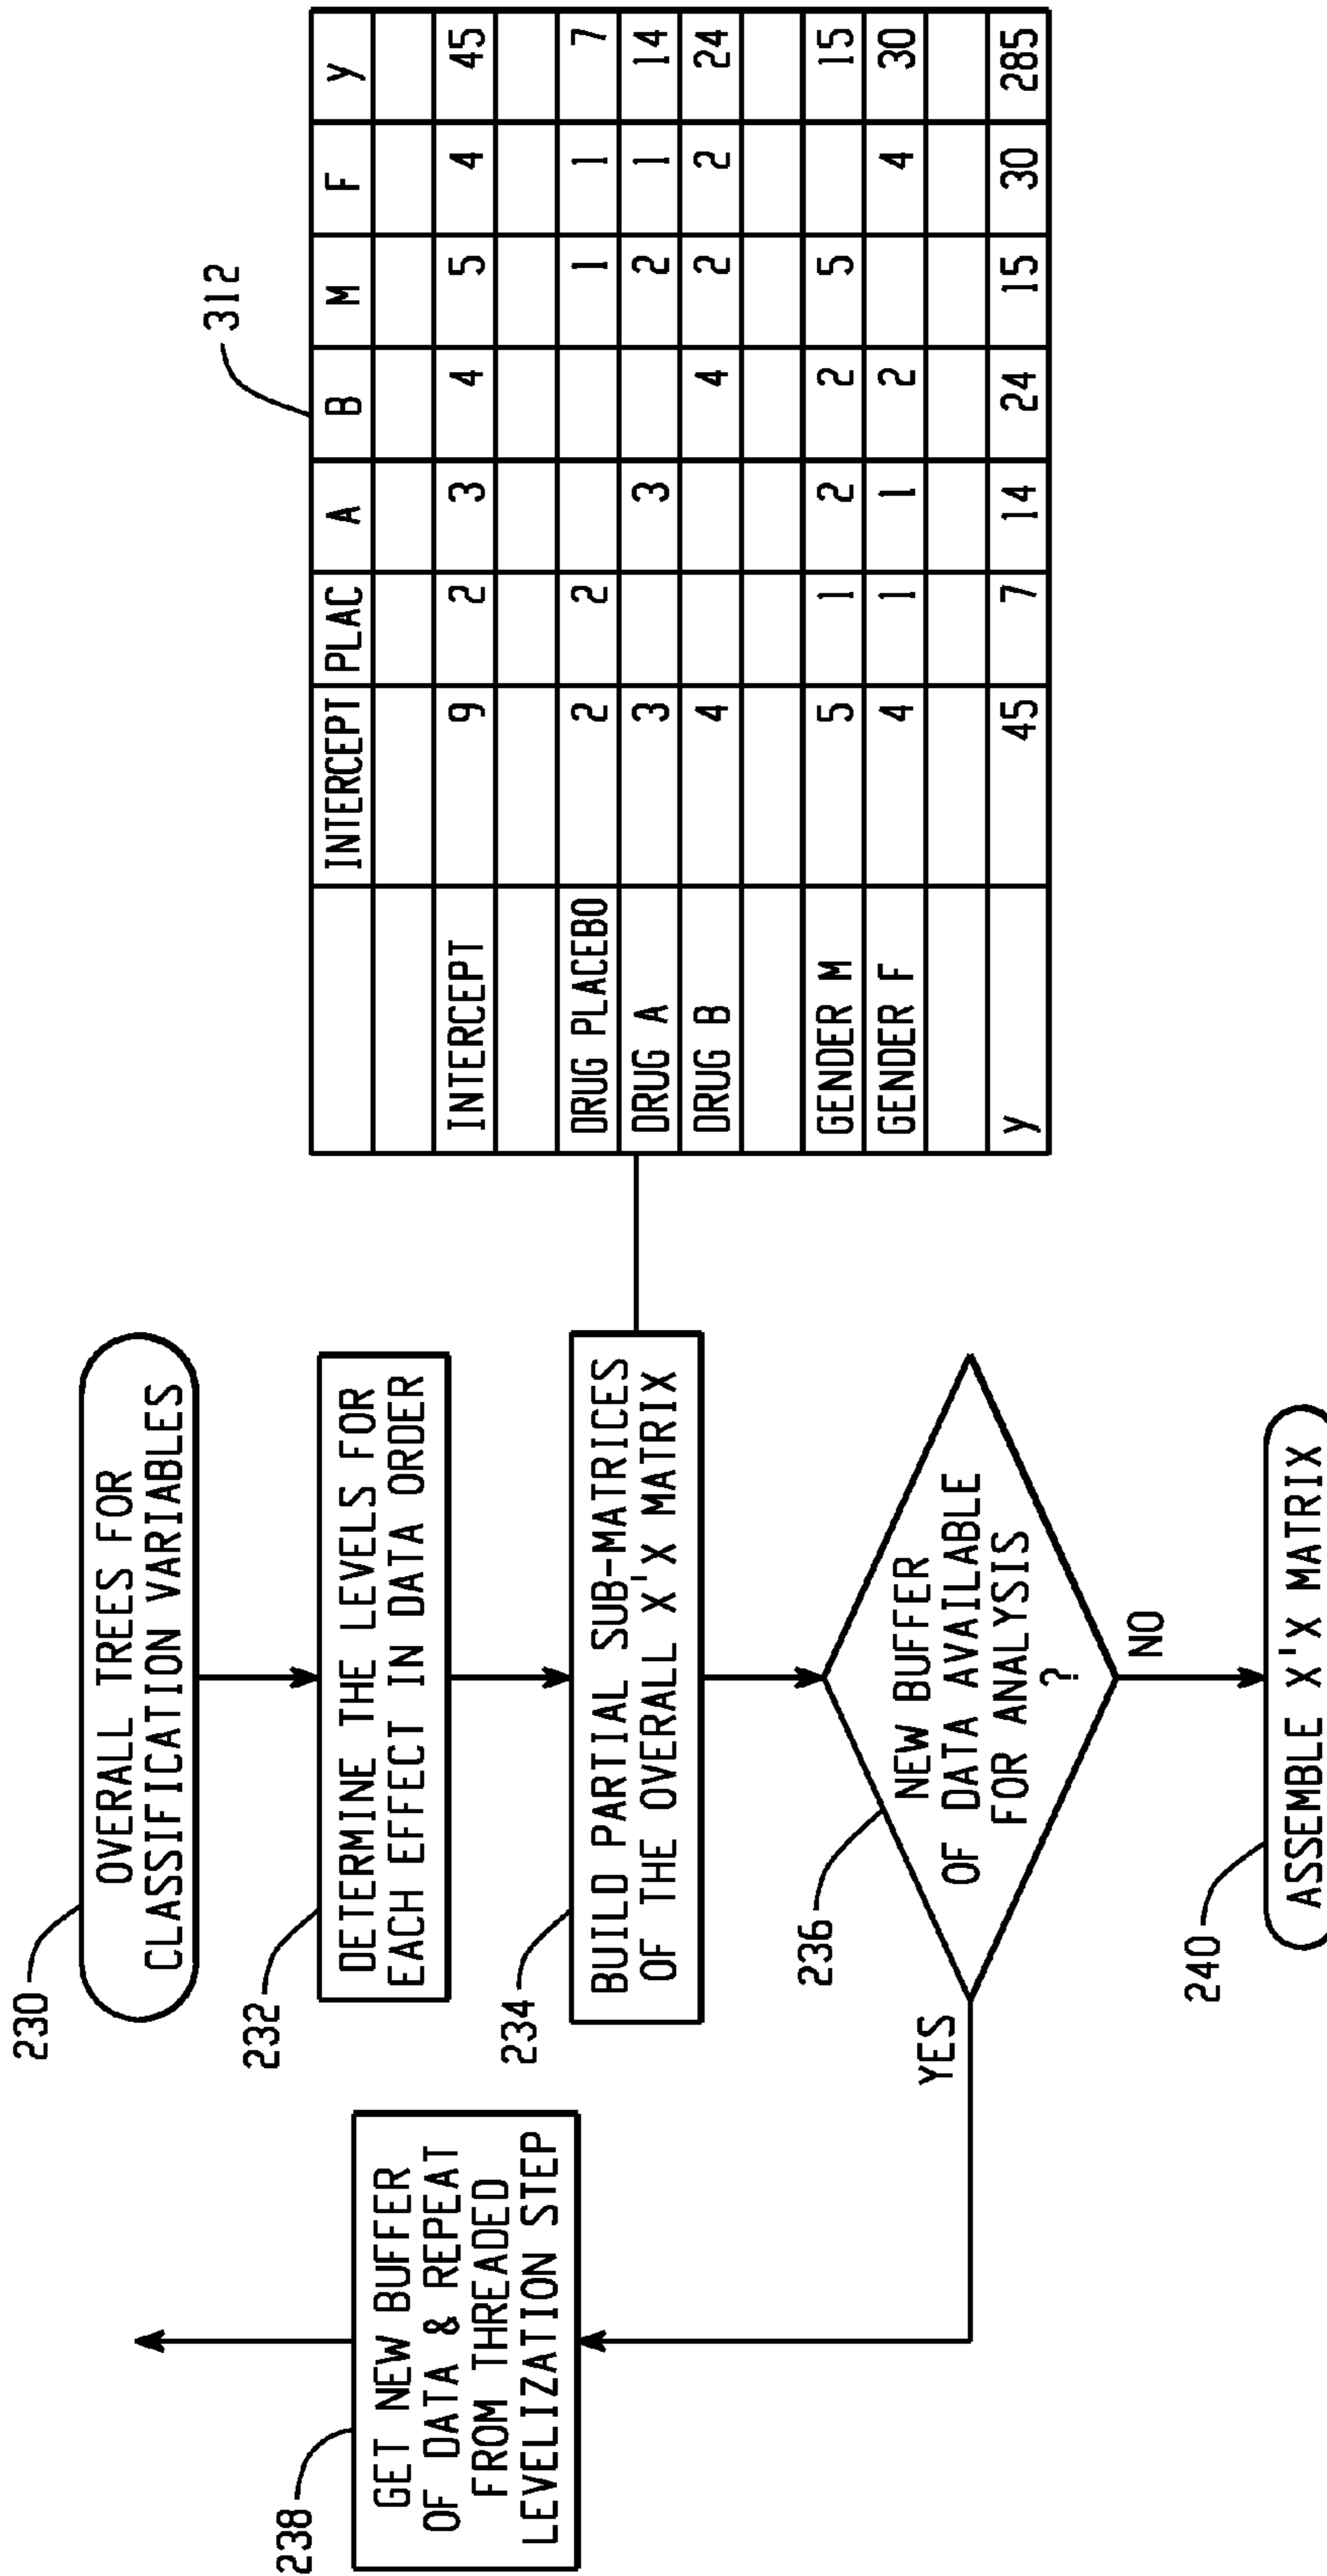 230
OVERALL TREES FOR
CLASSIFICATION VARIABLES
232
DETERMINE THE LEVELS FOR
EACH EFFECT IN DATA ORDER
234
BUILD PARTIAL SUB-MATRICES
OF THE OVERALL X'X MATRIX
236
NEW BUFFER
OF DATA AVAILABLE
FOR ANALYSIS
?
YES
NO
238
GET NEW BUFFER
OF DATA & REPEAT
FROM THREADED
LEVELIZATION STEP
240
ASSEMBLE X'X MATRIX
312
INTERCEPT PLAC A B M F y
INTERCEPT 9 2 3 4 5 4 45
DRUG PLACEBO 2 2 1 1 7
DRUG A 3 3 2 1 14
DRUG B 4 4 2 2 24
GENDER M 5 1 2 2 5 15
GENDER F 4 1 1 2 4 30
y 45 7 14 24 15 30 285